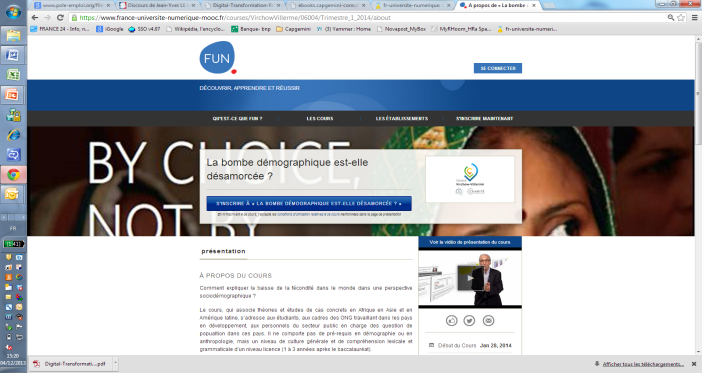 www.pole-emploi.org/fil
Discours de Jean-Yves LE
Digital-Transformation-T
ebooks.capgemini-cons
fr-universite-numerique
A propos de « La bombe
https://www.france-universite-numerique-mooc.fr/courses/VirchowVillerme/06004/Trimestre_1_2014/about
FRANCE 24 - Info, n... iGoogle SSO v4.87 Wikipédia, l'encyclo... Banque- bnp Capgemini (3) Yammer : Home Novapost_MyBox MyRHoom_HRa Spa... fr-universite-numeri...
FUN
SE CONNECTER
DÉCOUVRIR, APPRENDRE ET RÉUSSIR
QU'EST-CE QUE FUN ? LES COURS LES ÉTABLISSEMENTS S'INSCRIRE MAINTENANT
BY CHOICE,
NOT BY
La bombe démographique est-elle
désamorcée ?
Virchow-Villermé
S'INSCRIRE À « LA BOMBE DÉMOGRAPHIQUE EST-ELLE DÉSAMORCÉE ? »
présentation
Voir la vidéo de présentation du cours
À PROPOS DU COURS
Comment expliquer la baisse de la fécondité dans le monde dans une perspective
sociodémographique ?
Le cours, qui associe théories et études de cas concrets en Afrique en Asie et en
Amérique latine, s'adresse aux étudiants, aux cadres des ONG travaillant dans les pays
en développement, aux personnels du secteur public en charge des question de
population dans ces pays. Il ne comporte pas de pré-requis en démographie ou en
anthropologie, mais un niveau de culture générale et de compréhension lexicale et
grammaticale d'un niveau licence (1 à 3 années après le baccalauréat).
Début du Cours Jan 28, 2014
FR
15:20
04/12/2013
Digital-Transformati....pdf
Afficher tous les téléchargements...